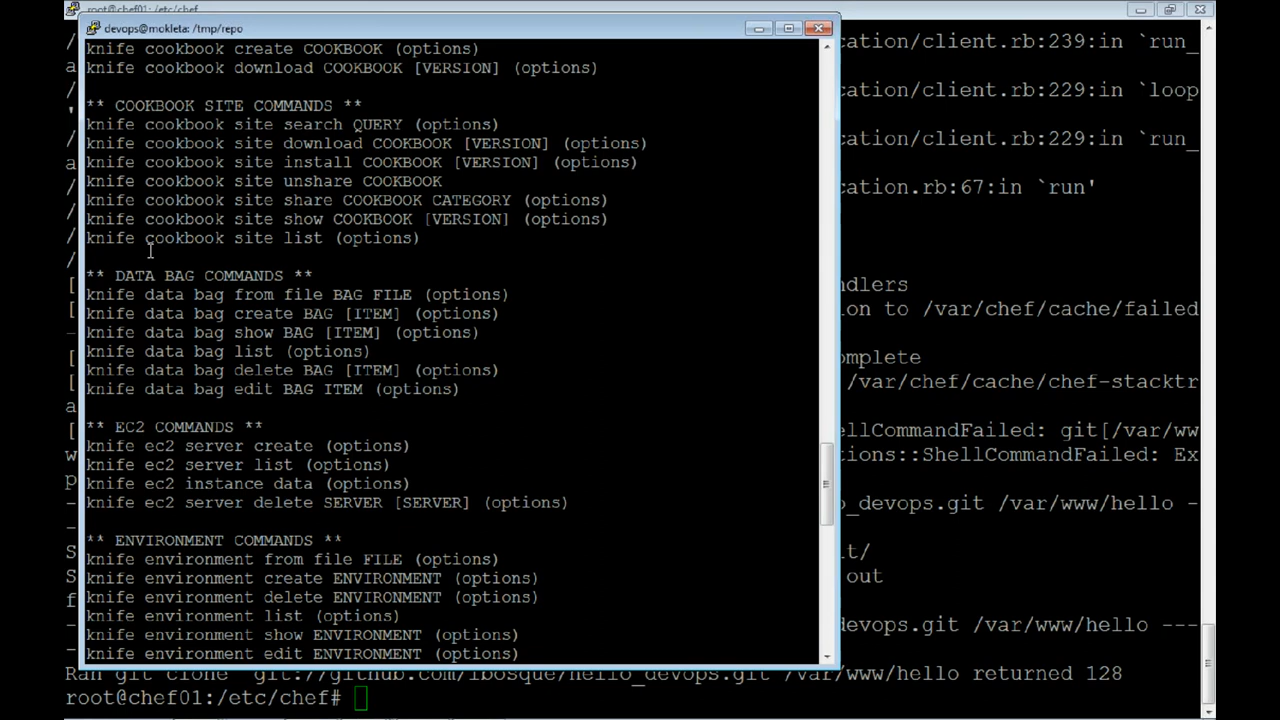 root@chef01: /etc/chef
devops@mokleta: /tmp/repo
knife cookbook create COOKBOOK (options)
knife cookbook download COOKBOOK [VERSION] (options)
** COOKBOOK SITE COMMANDS **
knife cookbook site search QUERY (options)
knife cookbook site download COOKBOOK [VERSION] (options)
knife cookbook site install COOKBOOK [VERSION] (options)
knife cookbook site unshare COOKBOOK
knife cookbook site share COOKBOOK CATEGORY (options)
knife cookbook site show COOKBOOK [VERSION] (options)
knife cookbook site list (options)
** DATA BAG COMMANDS **
knife data bag from file BAG FILE (options)
knife data bag create BAG [ITEM] (options)
knife data bag show BAG [ITEM] (options)
knife data bag list (options)
knife data bag delete BAG [ITEM] (options)
knife data bag edit BAG ITEM (options)
** EC2 COMMANDS **
knife ec2 server create (options)
knife ec2 server list (options)
knife ec2 instance data (options)
knife ec2 server delete SERVER [SERVER] (options)
** ENVIRONMENT COMMANDS **
knife environment from file FILE (options)
knife environment create ENVIRONMENT (options)
knife environment delete ENVIRONMENT (options)
knife environment list (options)
knife environment show ENVIRONMENT (options)
knife environment edit ENVIRONMENT (options)
cation/client.rb:239:in `run_
cation/client.rb:229:in `loop
cation/client.rb:229:in `run_
cation.rb:67:in `run'
ndlers
on to /var/chef/cache/failed
omplete
/var/chef/cache/chef-stacktr
ellCommandFailed: git[/var/ww
tions::ShellCommandFailed: Ex
o_devops.git /var/www/hello -
it/
out
devops.git /var/www/hello ---
Ran git clone git://github.com/lbosque/hello_devops.git /var/www/hello returned 128
root@chef01:/etc/chef#